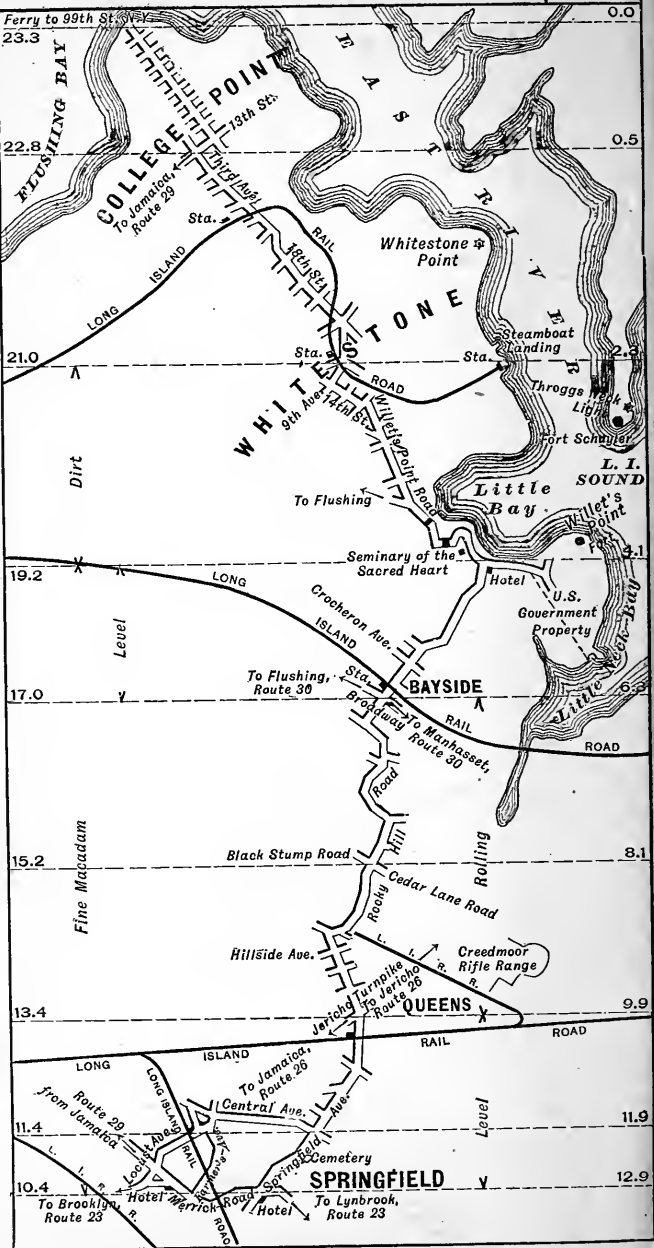 Ferry to 99th St. N.Y.
0.0
23.3
EAST RIVER
FLUSHING BAY
COLLEGE POINT
13th St.
22.8
0.5
Third Ave.
To Jamaica,
Route 29
Sta.
LONG ISLAND RAIL ROAD
18th St.
Whitestone
Point
WHITESTONE
Steamboat
Landing
Sta.
Sta.
21.0
2.3
9th Ave.
14th St.
Willet's Point Road
Throggs Neck
Light
Fort Schuyler
L. I.
SOUND
Dirt
To Flushing
Little
Bay
Willet's
Point
Fort
Seminary of the
Sacred Heart
Hotel
19.2
4.1
LONG ISLAND RAIL ROAD
U.S.
Government
Property
Little Neck Bay
Level
Crocheron Ave.
To Flushing,
Route 30
Sta.
BAYSIDE
17.0
6.3
Broadway
To Manhasset,
Route 30
Rocky Hill Road
Fine Macadam
Rolling
Black Stump Road
15.2
8.1
Cedar Lane Road
Hillside Ave.
L. I. R. R.
Creedmoor
Rifle Range
Jericho Turnpike
To Jericho
Route 26
QUEENS
13.4
9.9
LONG ISLAND RAIL ROAD
To Jamaica,
Route 26
LONG ISLAND RAIL ROAD
Central Ave.
Route 29
from Jamaica
Locust Ave.
Springfield Ave.
Level
11.4
11.9
L. I. R. R.
Cemetery
SPRINGFIELD
10.4
12.9
Hotel
Merrick Road
Springfield
Hotel
To Brooklyn,
Route 23
To Lynbrook,
Route 23